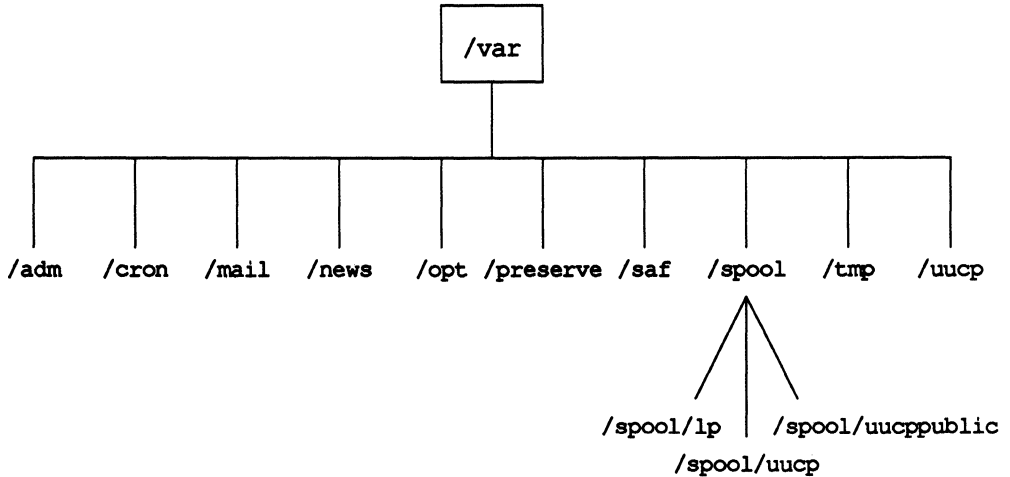 /var
/adm /cron /mail /news /opt /preserve /saf /spool /tmp /uucp
/spool/lp /spool/uucppublic
/spool/uucp